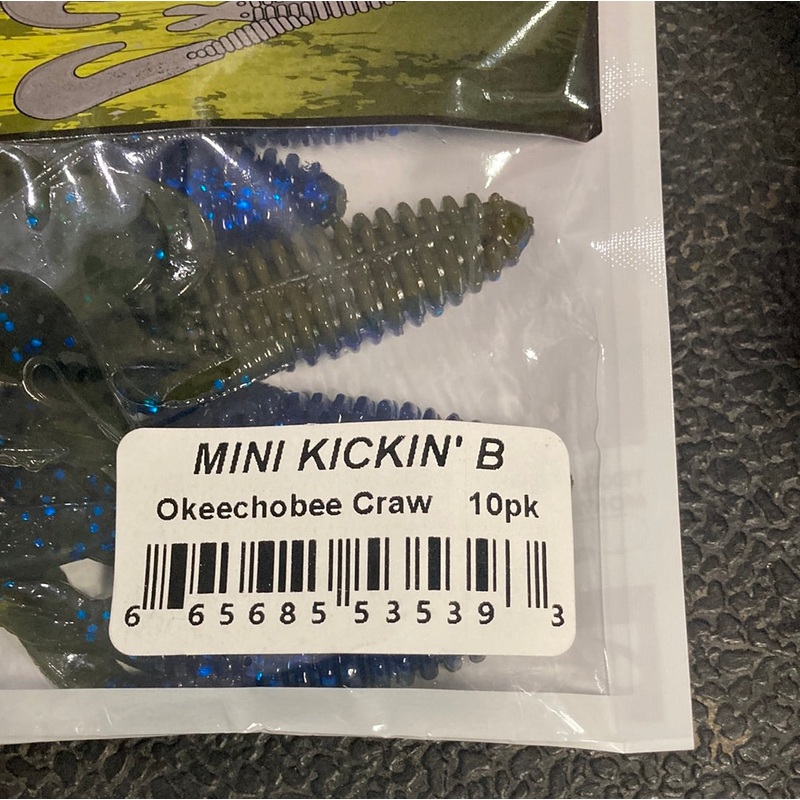 MINI KICKIN' B
Okeechobee Craw 10pk
6 65685 53539 3